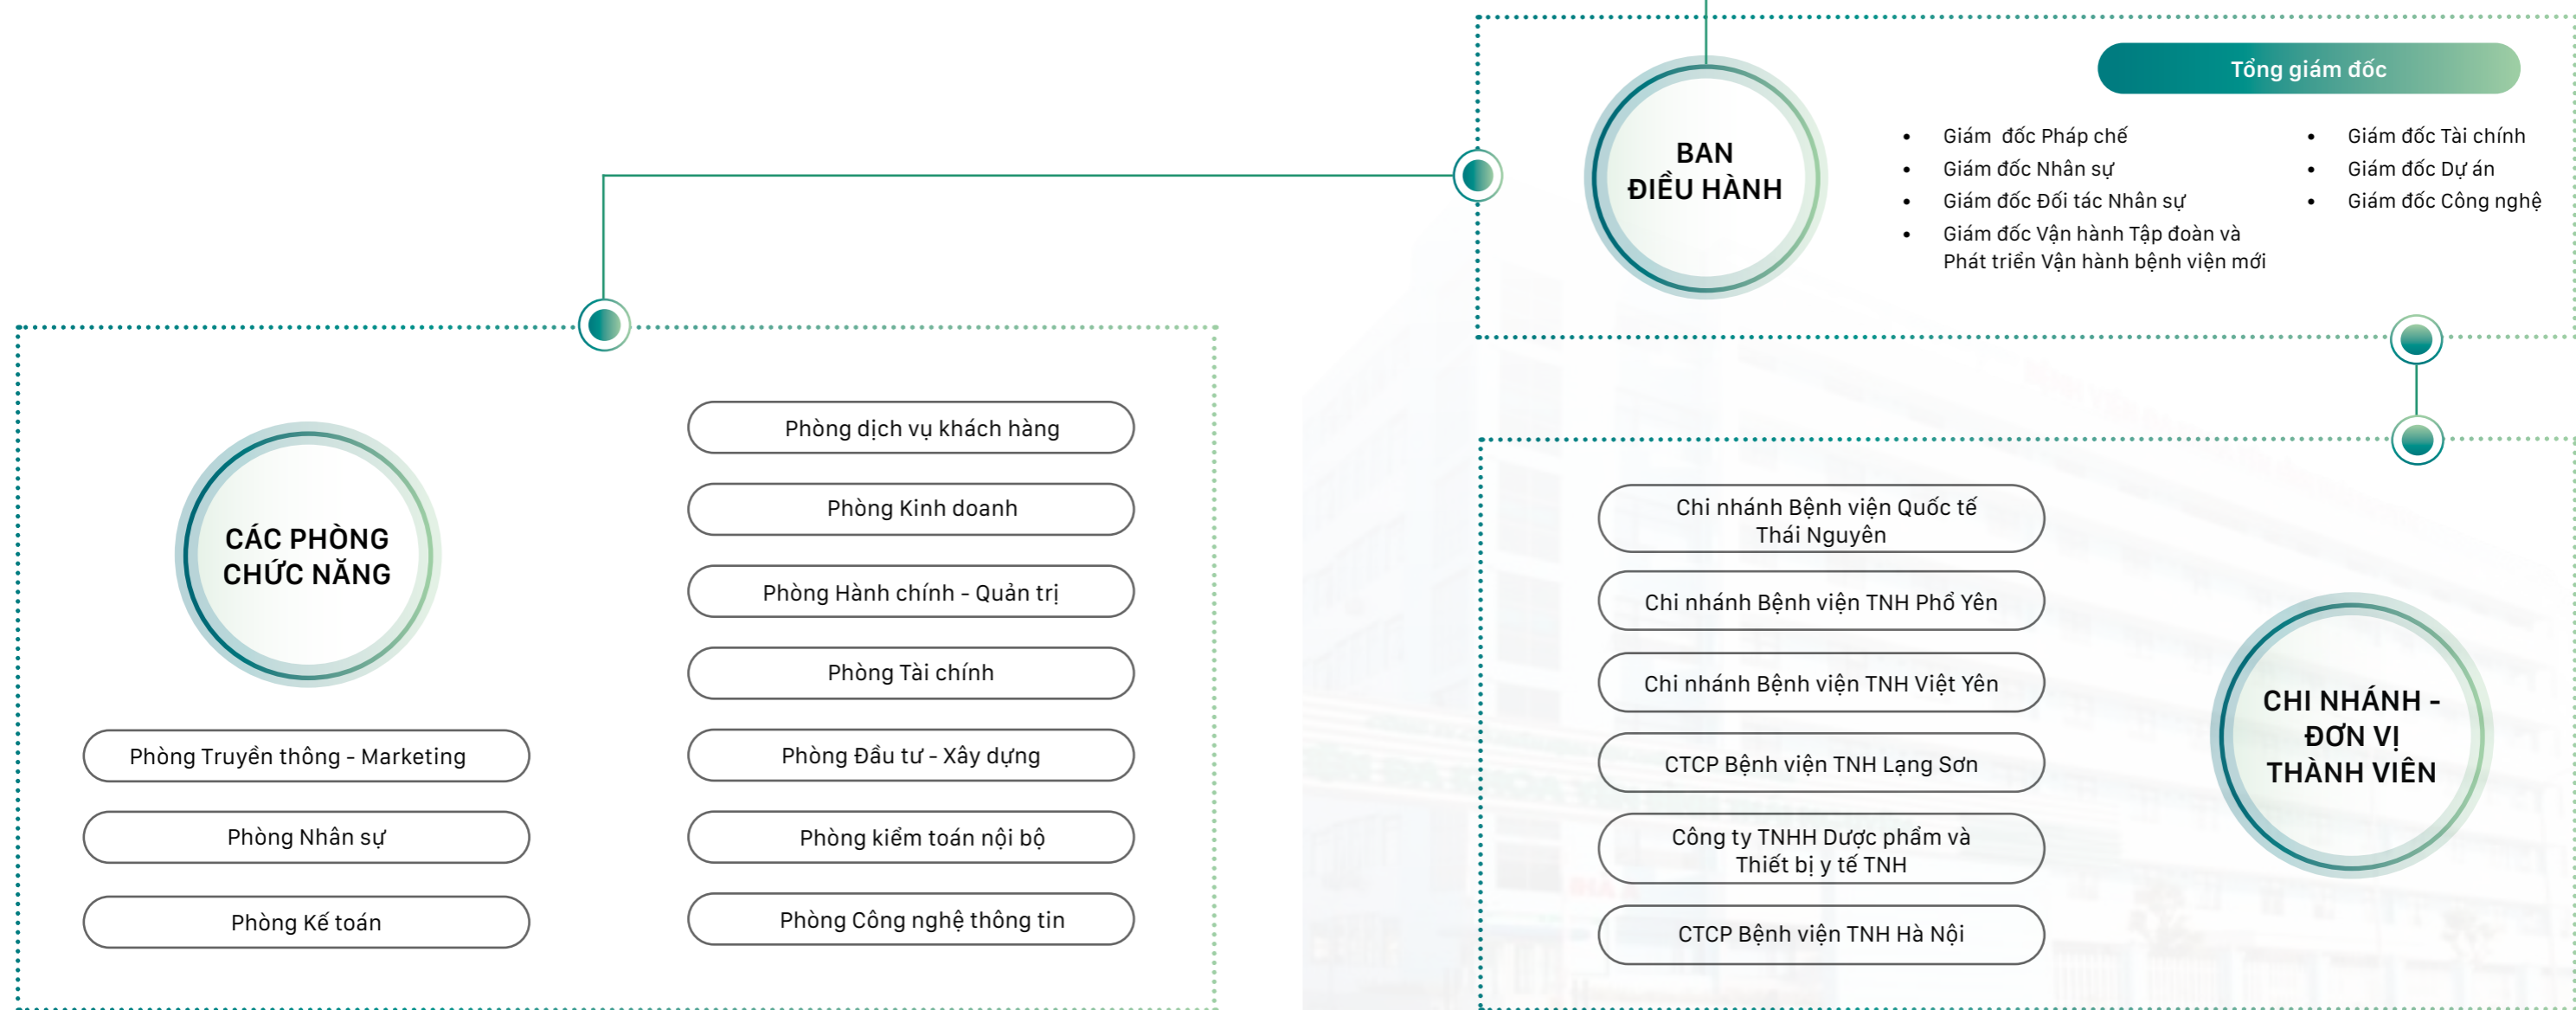 BAN
ĐIỀU HÀNH
Tổng giám đốc
• Giám đốc Pháp chế
• Giám đốc Nhân sự
• Giám đốc Đối tác Nhân sự
• Giám đốc Vận hành Tập đoàn và
Phát triển Vận hành bệnh viện mới
• Giám đốc Tài chính
• Giám đốc Dự án
• Giám đốc Công nghệ
CÁC PHÒNG
CHỨC NĂNG
Phòng Truyền thông - Marketing
Phòng Nhân sự
Phòng Kế toán
Phòng dịch vụ khách hàng
Phòng Kinh doanh
Phòng Hành chính - Quản trị
Phòng Tài chính
Phòng Đầu tư - Xây dựng
Phòng kiểm toán nội bộ
Phòng Công nghệ thông tin
Chi nhánh Bệnh viện Quốc tế
Thái Nguyên
Chi nhánh Bệnh viện TNH Phổ Yên
Chi nhánh Bệnh viện TNH Việt Yên
CTCP Bệnh viện TNH Lạng Sơn
Công ty TNHH Dược phẩm và
Thiết bị y tế TNH
CTCP Bệnh viện TNH Hà Nội
CHI NHÁNH -
ĐƠN VỊ
THÀNH VIÊN